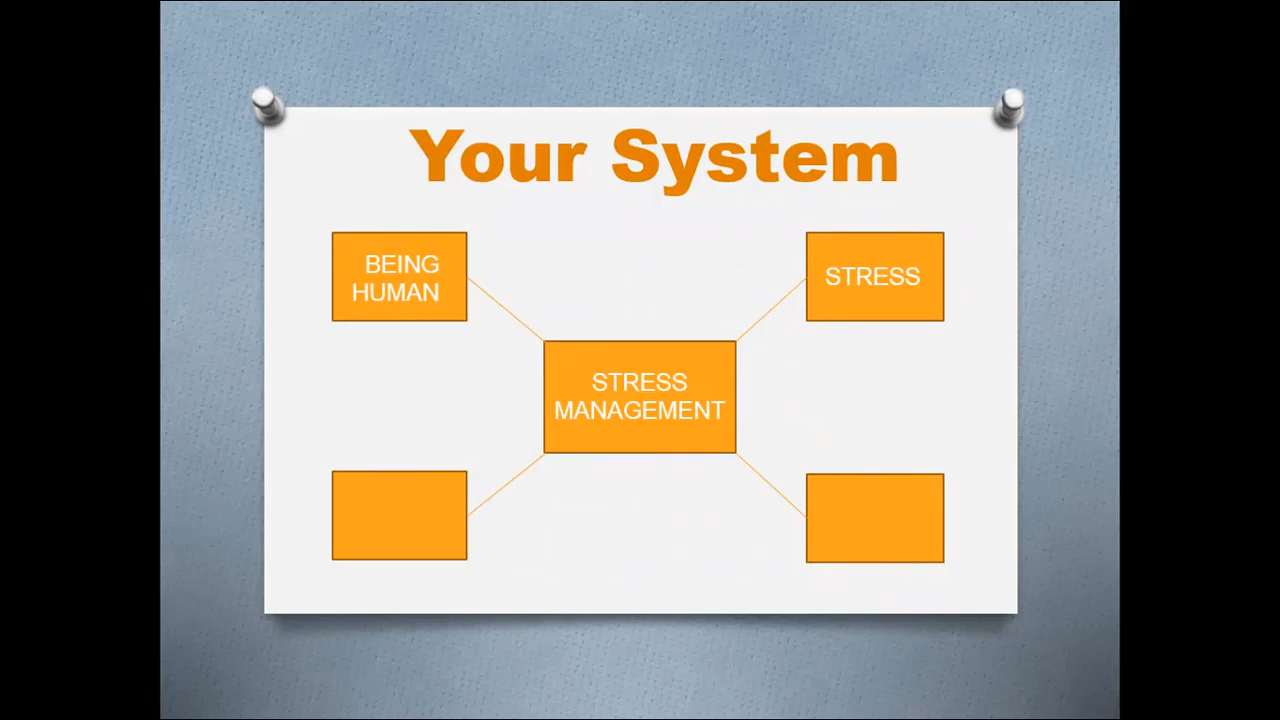 Your System
BEING
HUMAN
STRESS
STRESS
MANAGEMENT